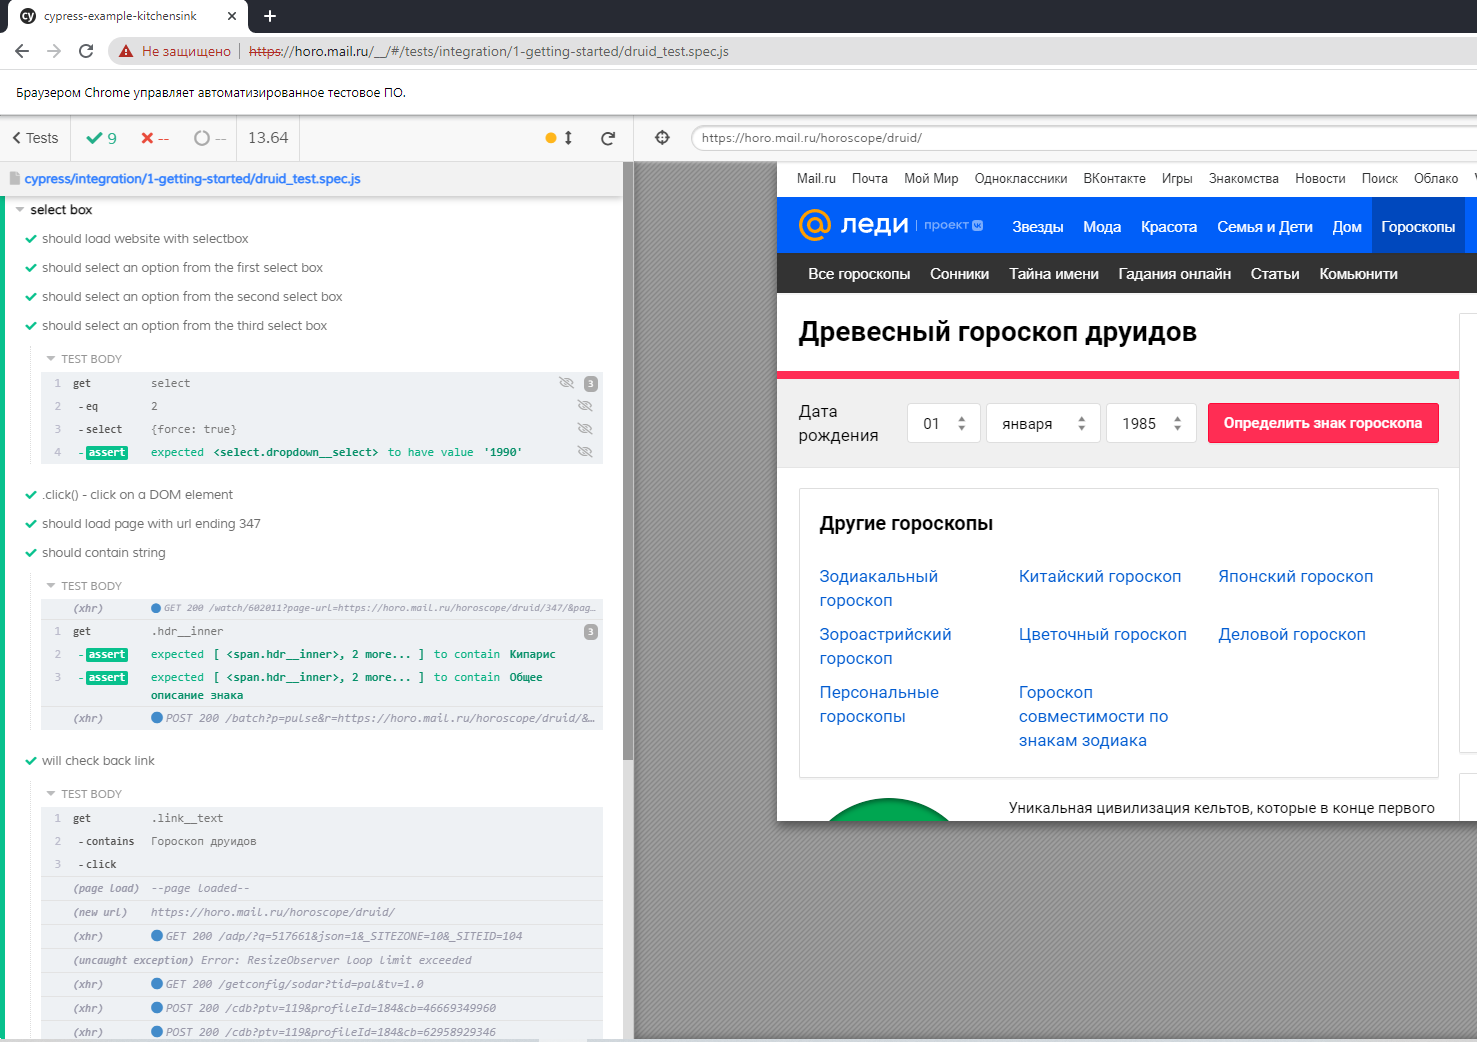 cypress-example-kitchensink
Не защищено https://horo.mail.ru/__/#/tests/integration/1-getting-started/druid_test.spec.js
Браузером Chrome управляет автоматизированное тестовое ПО.
Tests 9 -- -- 13.64
https://horo.mail.ru/horoscope/druid/
cypress/integration/1-getting-started/druid_test.spec.js
select box
should load website with selectbox
should select an option from the first select box
should select an option from the second select box
should select an option from the third select box
TEST BODY
1 get select 3
2 -eq 2
3 -select {force: true}
4 -assert expected <select.dropdown__select> to have value '1990'
.click() - click on a DOM element
should load page with url ending 347
should contain string
TEST BODY
(xhr) GET 200 /watch/602011?page-url=https://horo.mail.ru/horoscope/druid/347/&pag…
1 get .hdr__inner 3
2 -assert expected [ <span.hdr__inner>, 2 more... ] to contain Кипарис
3 -assert expected [ <span.hdr__inner>, 2 more... ] to contain Общее
описание знака
(xhr) POST 200 /batch?p=pulse&r=https://horo.mail.ru/horoscope/druid/&…
will check back link
TEST BODY
1 get .link__text
2 -contains Гороскоп друидов
3 -click
(page load) --page loaded--
(new url) https://horo.mail.ru/horoscope/druid/
(xhr) GET 200 /adp/?q=517661&json=1&_SITEZONE=10&_SITEID=104
(uncaught exception) Error: ResizeObserver loop limit exceeded
(xhr) GET 200 /getconfig/sodar?tid=pal&tv=1.0
(xhr) POST 200 /cdb?ptv=119&profileId=184&cb=46669349960
(xhr) POST 200 /cdb?ptv=119&profileId=184&cb=62958929346
Mail.ru Почта Мой Мир Одноклассники ВКонтакте Игры Знакомства Новости Поиск Облако
леди проект Звезды Мода Красота Семья и Дети Дом Гороскопы
Все гороскопы Сонники Тайна имени Гадания онлайн Статьи Комьюнити
Древесный гороскоп друидов
Дата
рождения
01 января 1985 Определить знак гороскопа
Другие гороскопы
Зодиакальный
гороскоп
Китайский гороскоп
Японский гороскоп
Зороастрийский
гороскоп
Цветочный гороскоп
Деловой гороскоп
Персональные
гороскопы
Гороскоп
совместимости по
знакам зодиака
Уникальная цивилизация кельтов, которые в конце первого